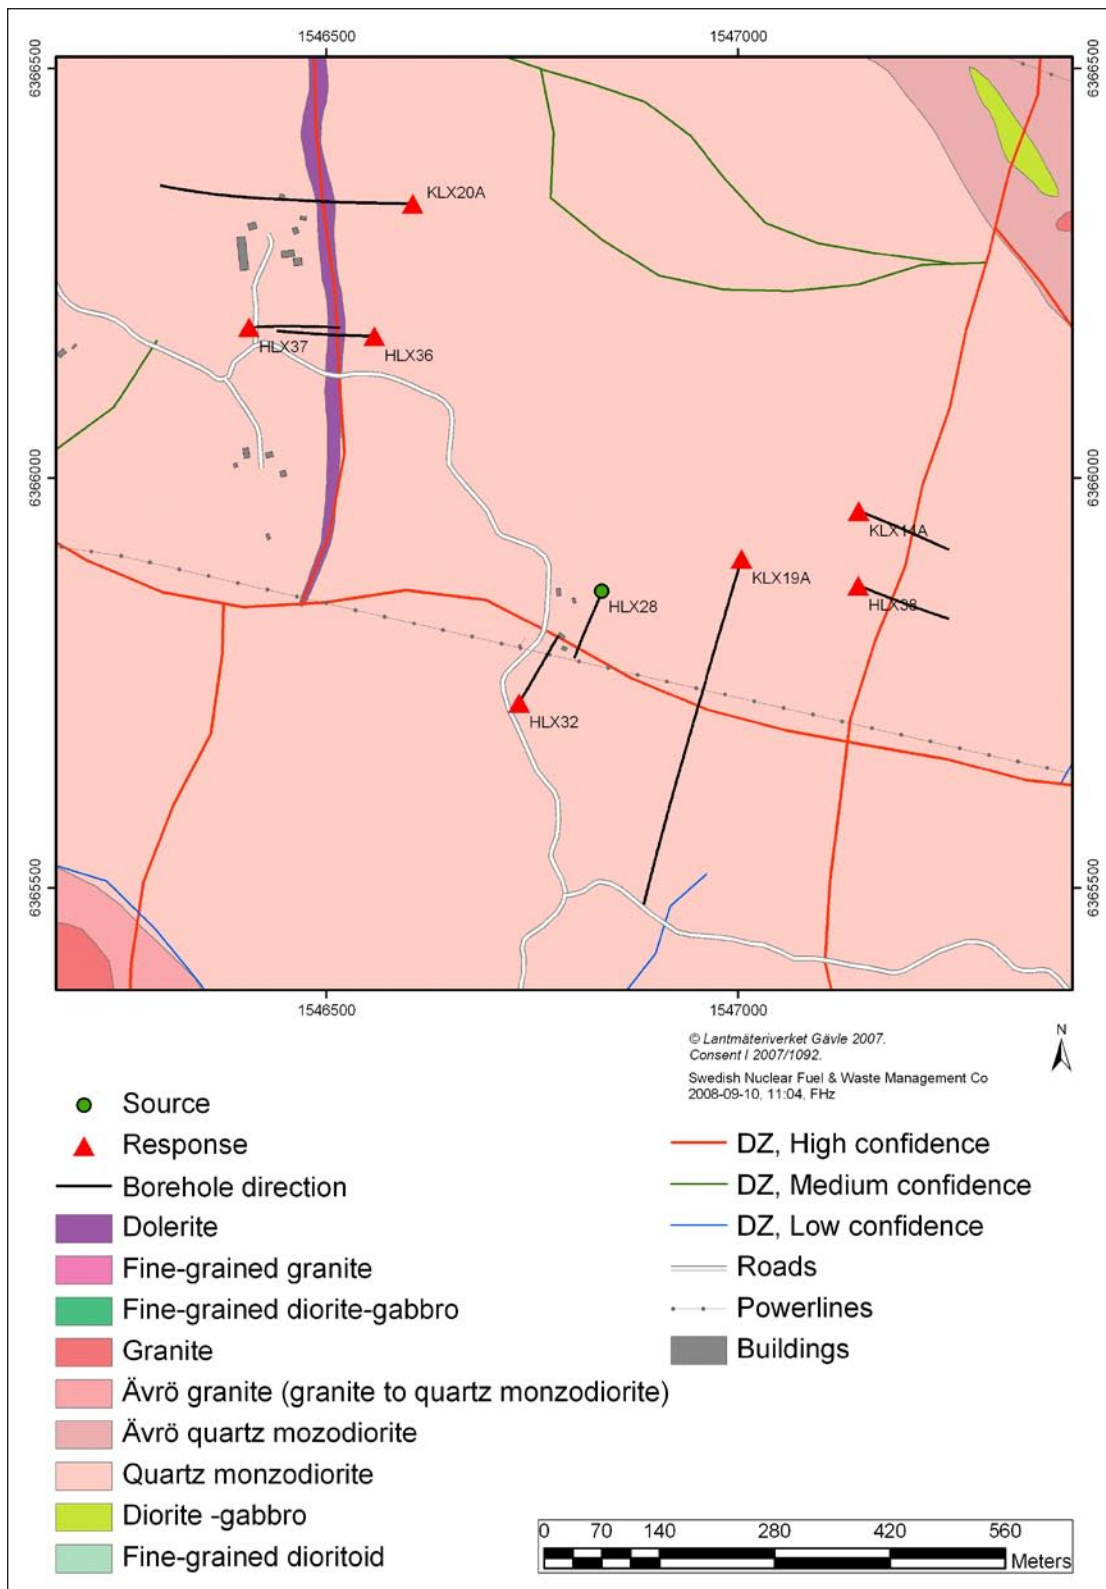 1546500 1547000
6366500 6366500
KLX20A
HLX37
HLX36
6366000 6366000
KLX14A
KLX19A
HLX38
HLX28
HLX32
6365500 6365500
1546500 1547000
© Lantmäteriverket Gävle 2007.
Consent I 2007/1092.
Swedish Nuclear Fuel & Waste Management Co
2008-09-10, 11:04, FHz
N
Source
Response
Borehole direction
Dolerite
Fine-grained granite
Fine-grained diorite-gabbro
Granite
Ävrö granite (granite to quartz monzodiorite)
Ävrö quartz mozodiorite
Quartz monzodiorite
Diorite -gabbro
Fine-grained dioritoid
DZ, High confidence
DZ, Medium confidence
DZ, Low confidence
Roads
Powerlines
Buildings
0 70 140 280 420 560
Meters